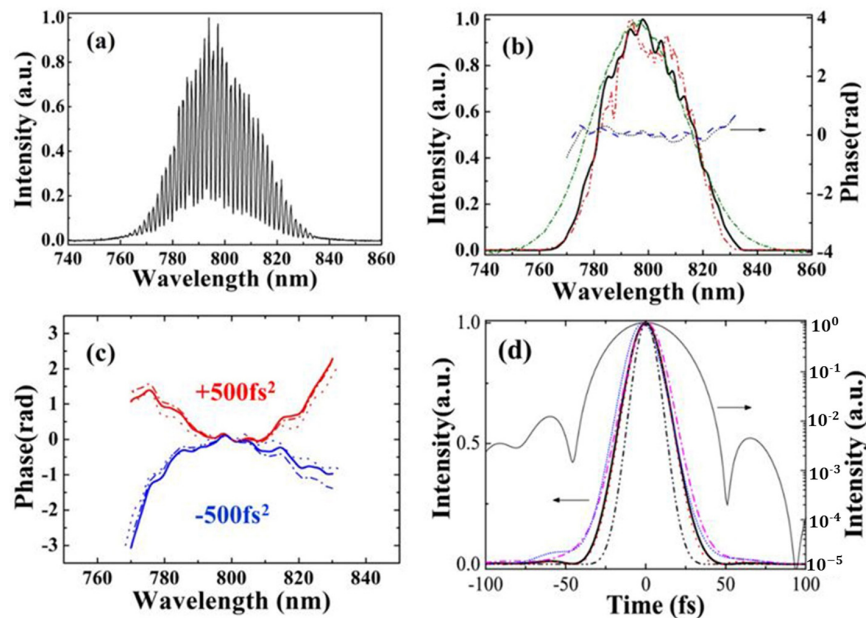 (a)
Intensity (a.u.)
1.0
0.8
0.6
0.4
0.2
0.0
740 760 780 800 820 840 860
Wavelength (nm)
(b)
Intensity (a.u.)
1.0
0.8
0.6
0.4
0.2
0.0
740 760 780 800 820 840 860
Wavelength (nm)
4
2
0
-2
-4
Phase(rad)
(c)
Phase(rad)
3
2
1
0
-1
-2
-3
+500fs²
-500fs²
760 780 800 820 840
Wavelength (nm)
(d)
Intensity(a.u.)
1.0
0.5
0.0
-100 -50 0 50 100
Time (fs)
10⁰
10⁻¹
10⁻²
10⁻³
10⁻⁴
10⁻⁵
Intensity(a.u.)